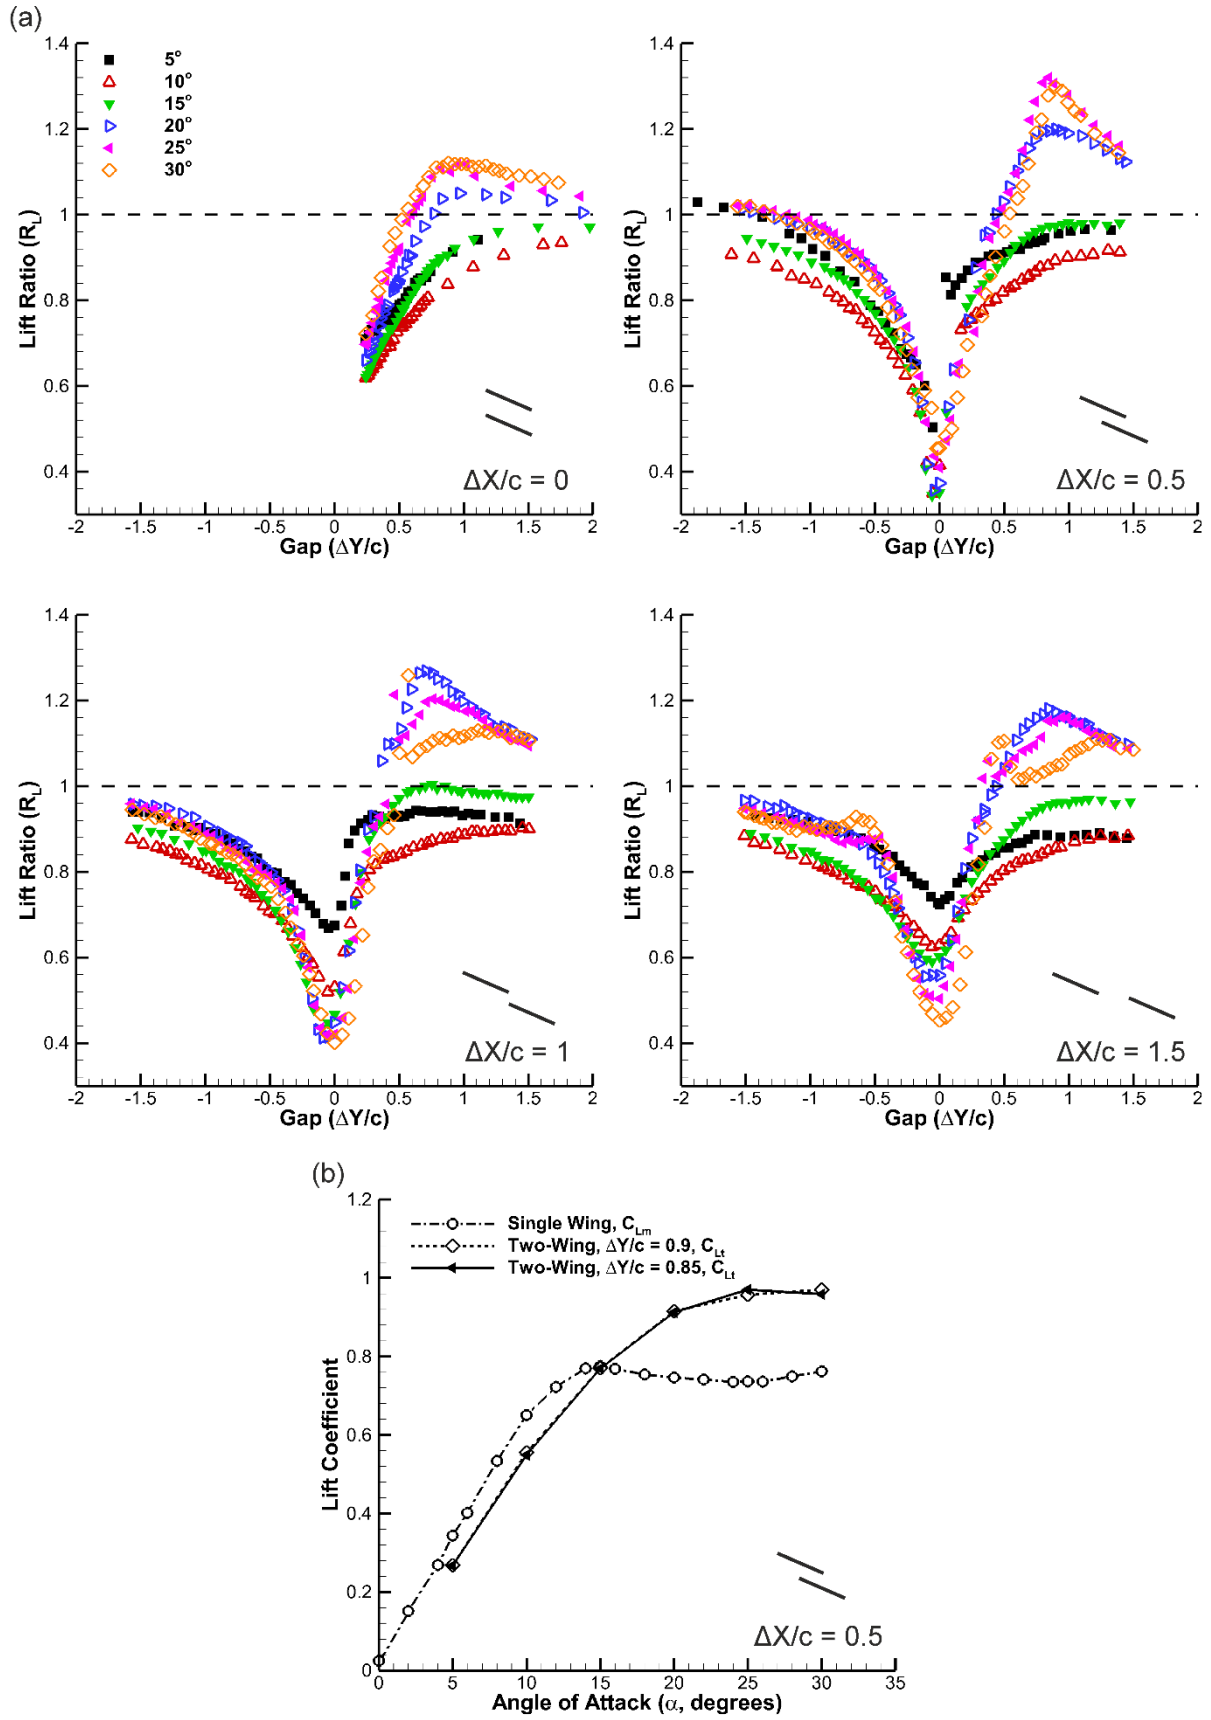 (a)
1.4
1.2
1
0.8
0.6
0.4
Lift Ratio (R_L)
5°
10°
15°
20°
25°
30°
ΔX/c = 0
-2 -1.5 -1 -0.5 0 0.5 1 1.5 2
Gap (ΔY/c)
1.4
1.2
1
0.8
0.6
0.4
Lift Ratio (R_L)
ΔX/c = 0.5
-2 -1.5 -1 -0.5 0 0.5 1 1.5 2
Gap (ΔY/c)
1.4
1.2
1
0.8
0.6
0.4
Lift Ratio (R_L)
ΔX/c = 1
-2 -1.5 -1 -0.5 0 0.5 1 1.5 2
Gap (ΔY/c)
1.4
1.2
1
0.8
0.6
0.4
Lift Ratio (R_L)
ΔX/c = 1.5
-2 -1.5 -1 -0.5 0 0.5 1 1.5 2
Gap (ΔY/c)
(b)
1.2
1
0.8
0.6
0.4
0.2
0
Lift Coefficient
Single Wing, C_Lm
Two-Wing, ΔY/c = 0.9, C_Lt
Two-Wing, ΔY/c = 0.85, C_Lt
ΔX/c = 0.5
0 5 10 15 20 25 30 35
Angle of Attack (α, degrees)